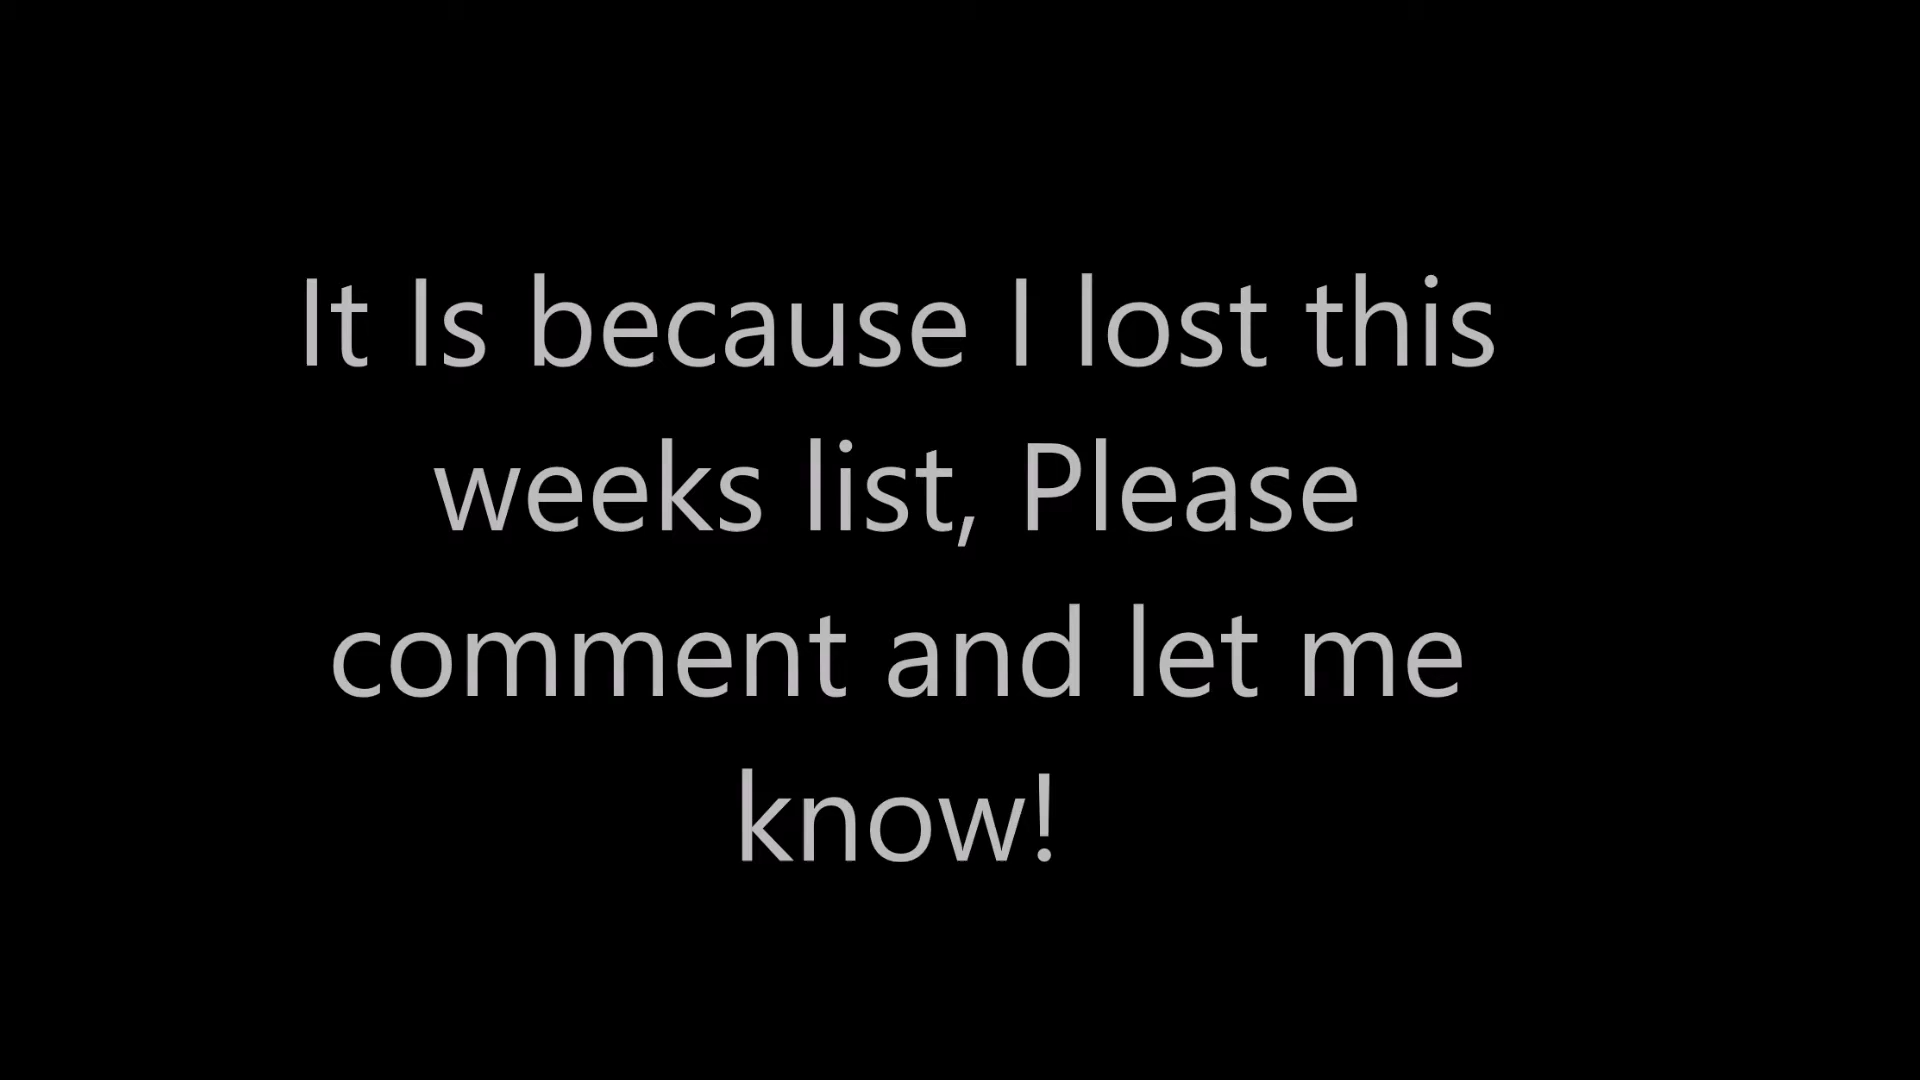 It Is because I lost this
weeks list, Please
comment and let me
know!